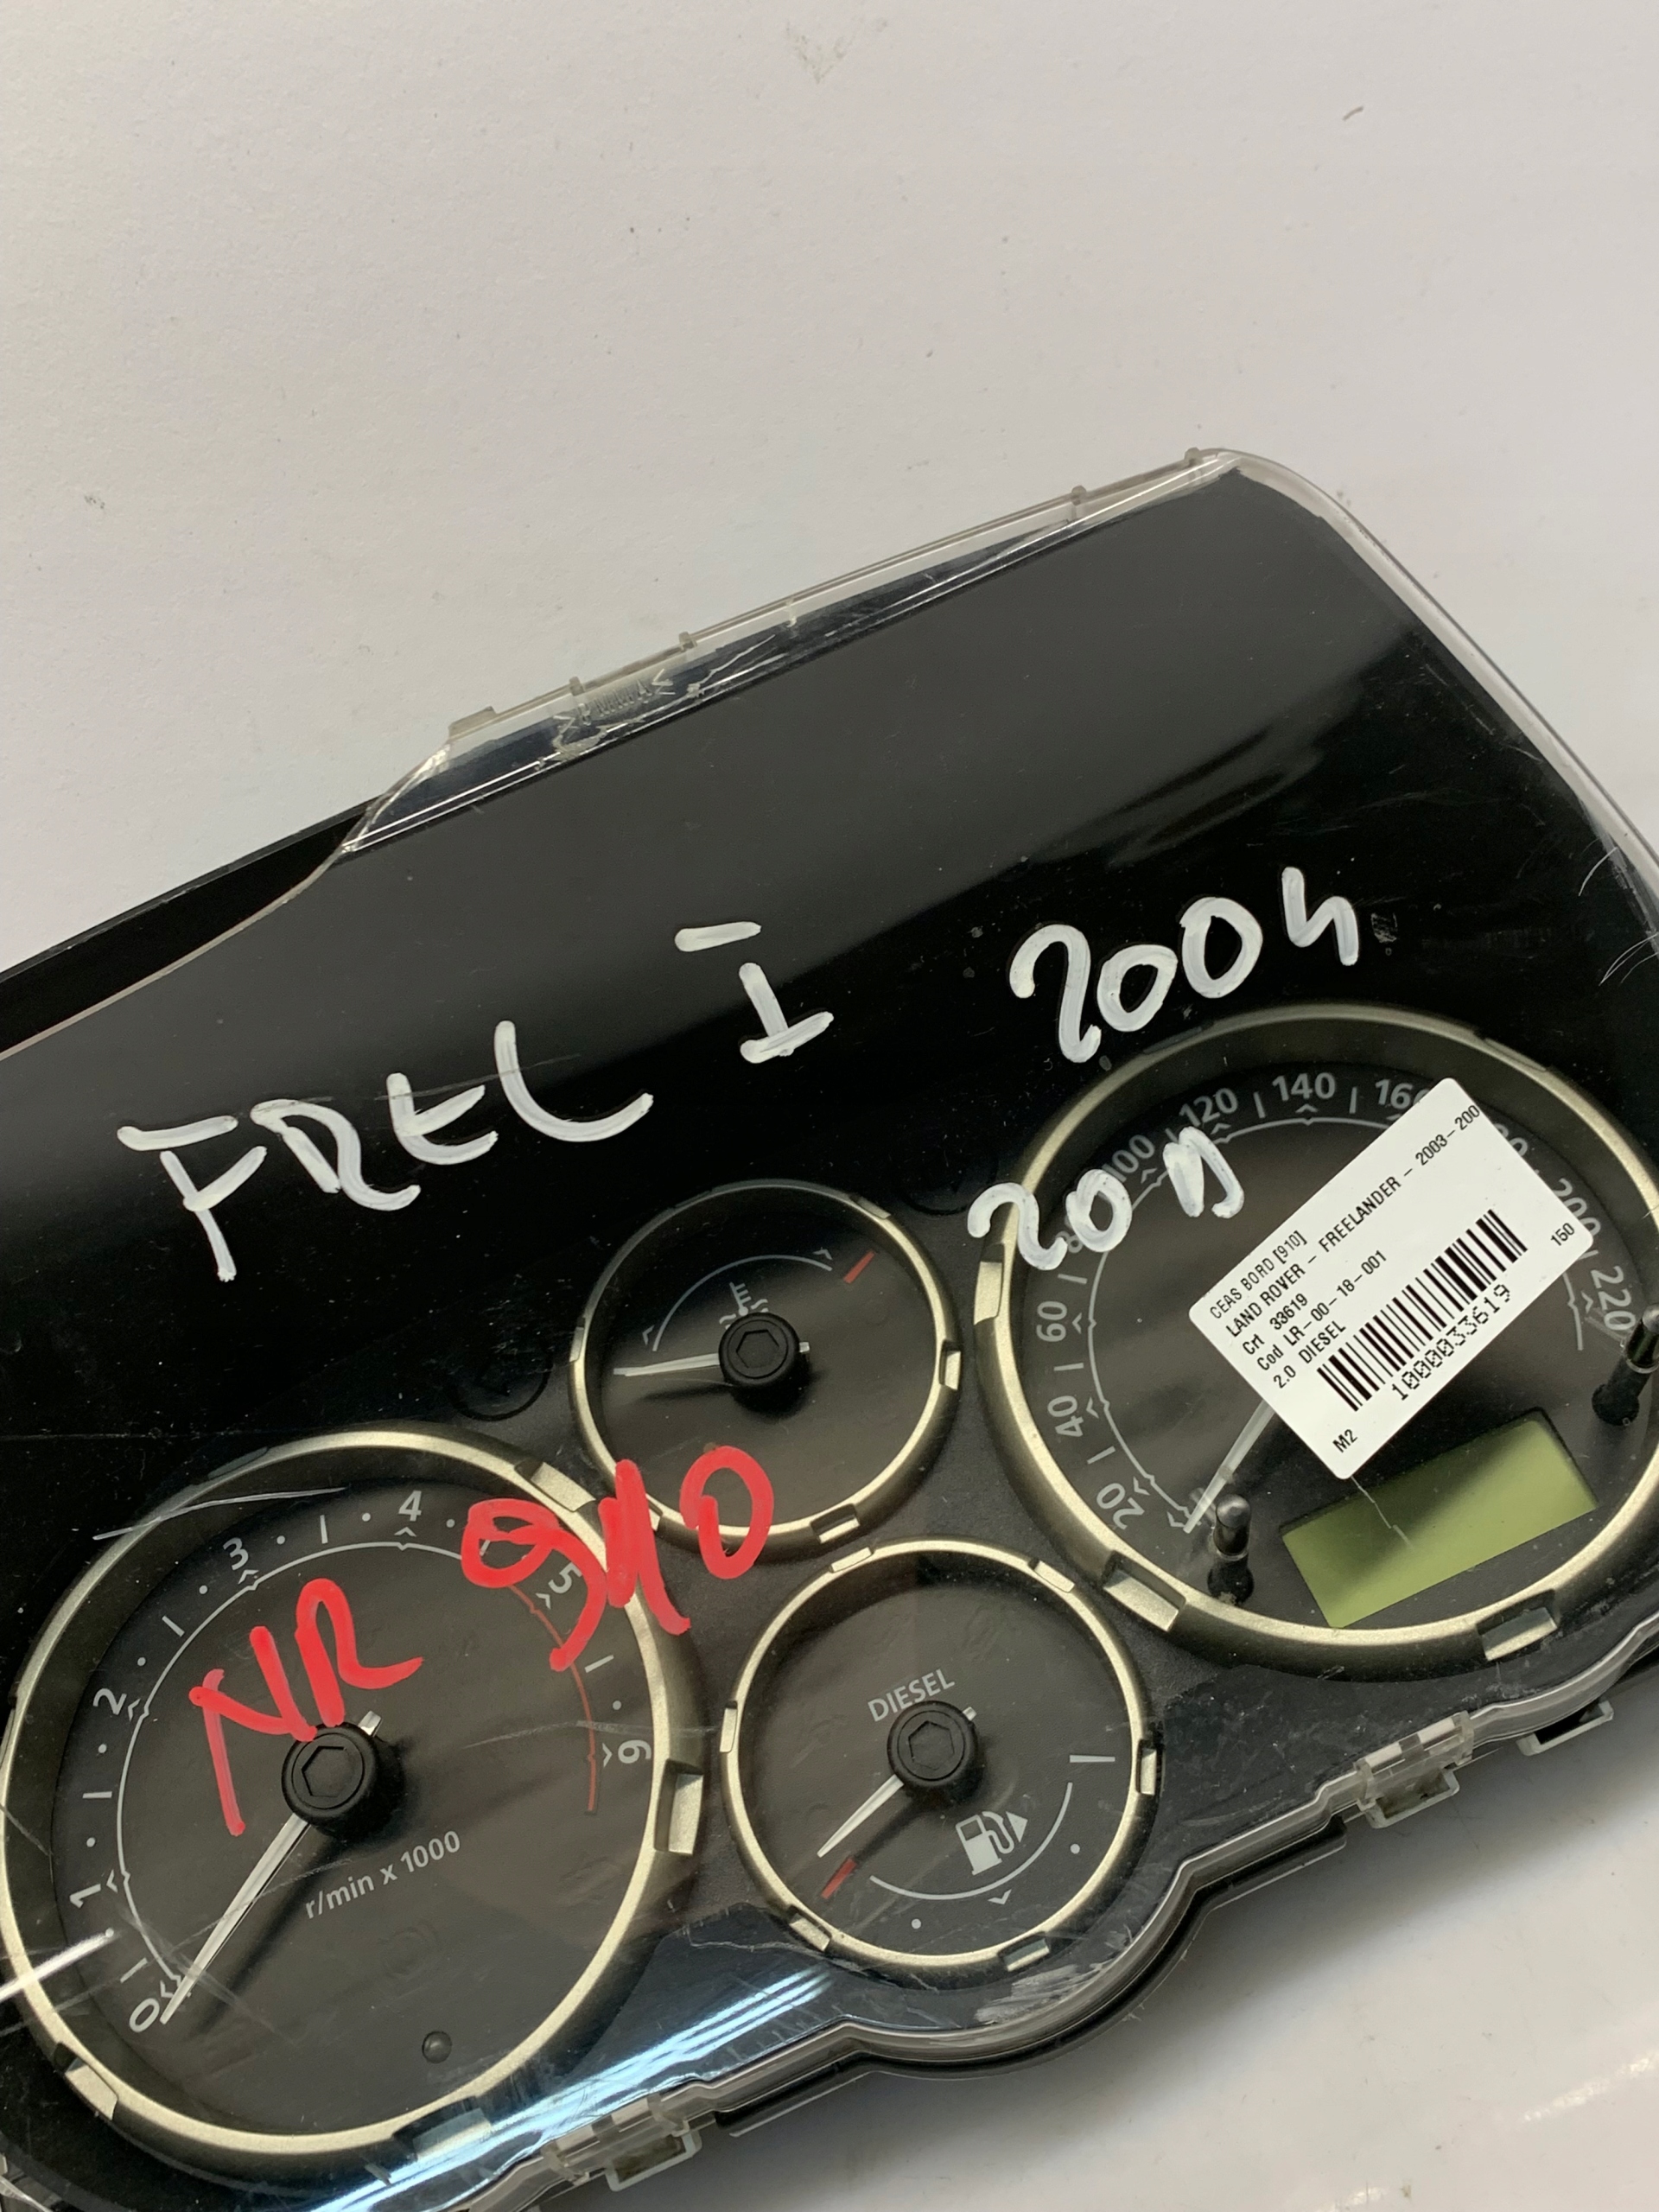 FREL I 2004
20 D
NR 910
CEAS BORD [910]
LAND ROVER - FREELANDER - 2003-200
Crt 33619
Cod LR-00-18-001
2.0 DIESEL
150
1000033619
M2
20 40 60 100 120 140 200 220
0 1 2 3 4 5 6
r/min x 1000
DIESEL